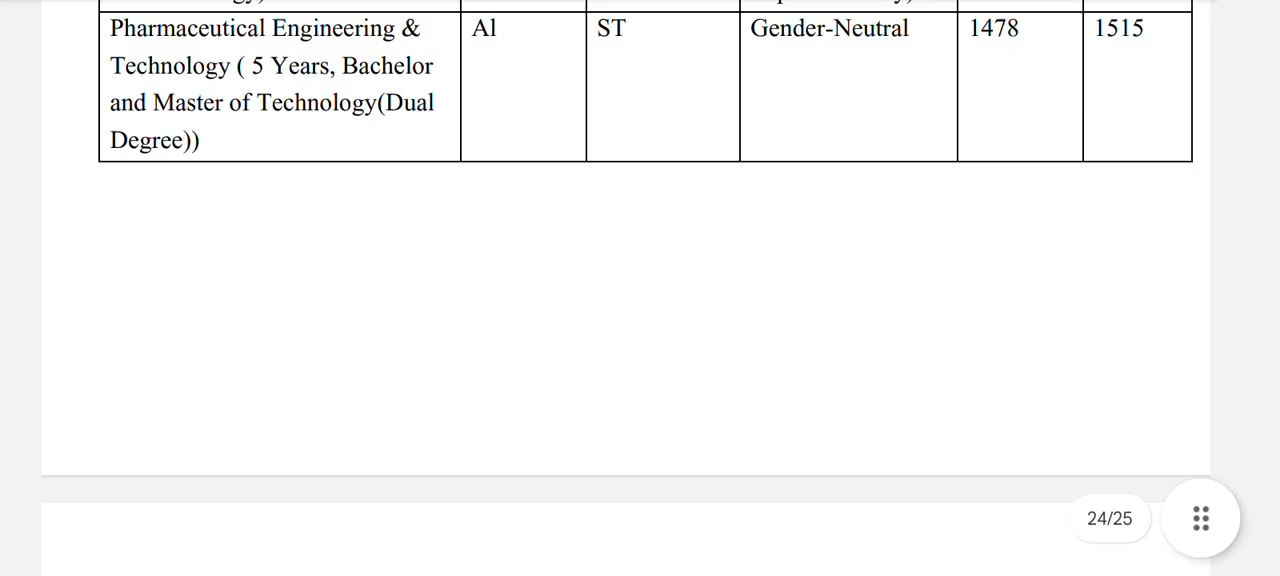 Pharmaceutical Engineering & AI ST Gender-Neutral 1478 1515
Technology ( 5 Years, Bachelor
and Master of Technology(Dual
Degree))
24/25